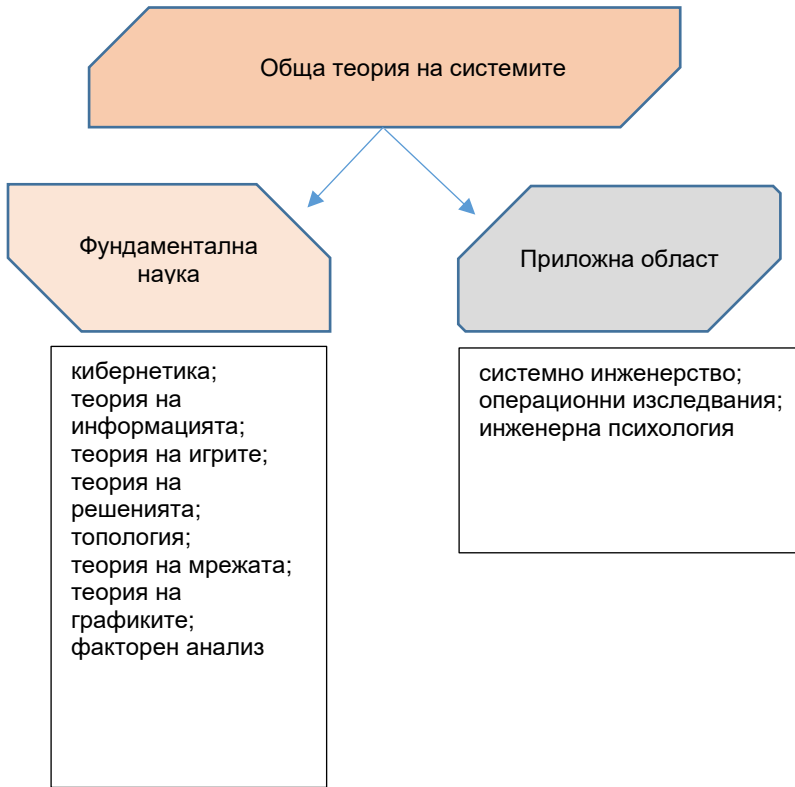 Обща теория на системите
Фундаментална
наука
Приложна област
кибернетика;
теория на
информацията;
теория на игрите;
теория на
решенията;
топология;
теория на мрежата;
теория на
графиките;
факторен анализ
системно инженерство;
операционни изследвания;
инженерна психология